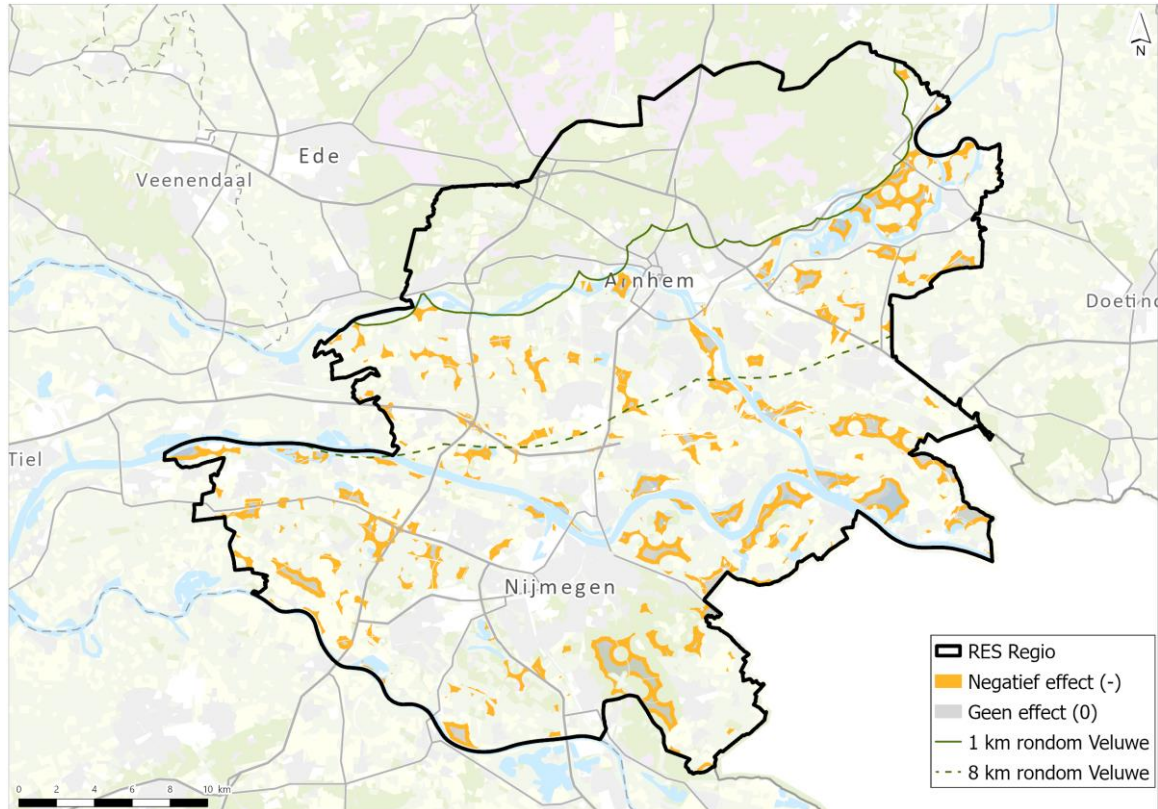 N
Ede
Veenendaal
Arnhem
Doetinc
Tiel
Nijmegen
RES Regio
Negatief effect (-)
Geen effect (0)
1 km rondom Veluwe
8 km rondom Veluwe
0 2 4 6 8 10 km